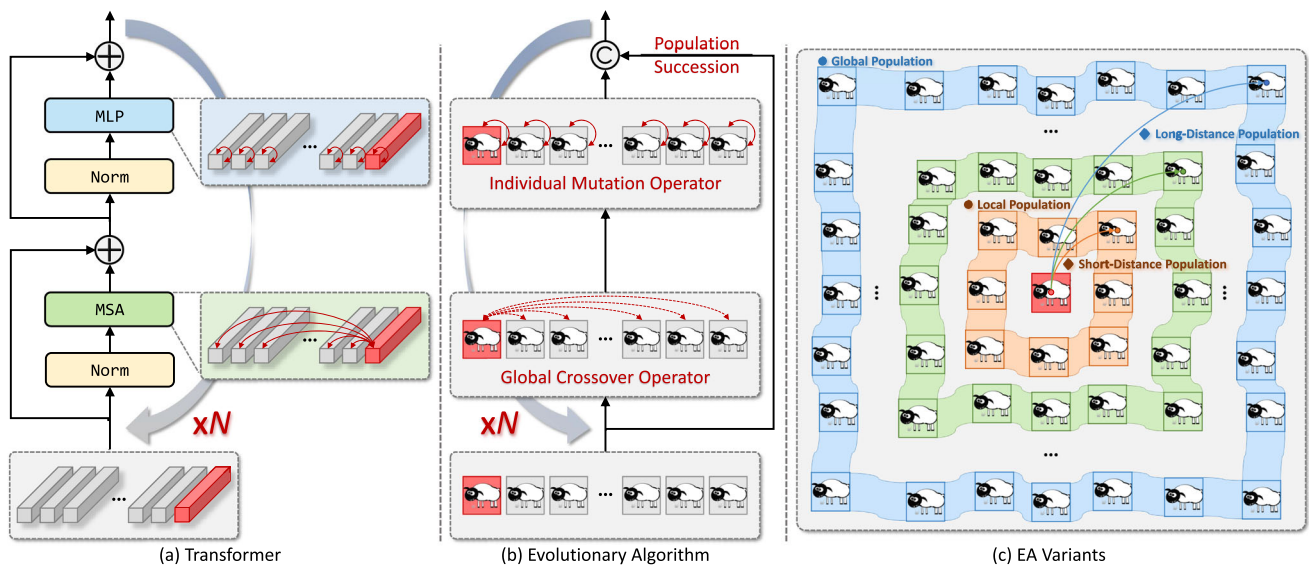 MLP
Norm
MSA
Norm
...
...
xN
...
(a) Transformer
C
Population
Succession
...
Individual Mutation Operator
...
Global Crossover Operator
xN
...
(b) Evolutionary Algorithm
Global Population
...
Long-Distance Population
Local Population
Short-Distance Population
...
...
...
(c) EA Variants